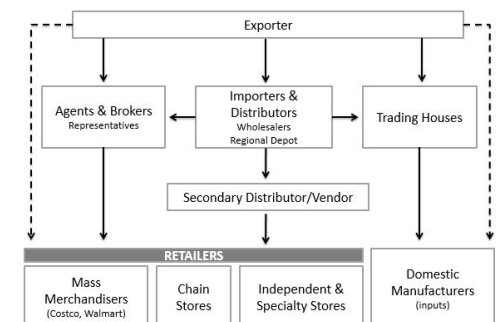 Exporter
Agents & Brokers
Representatives
Importers &
Distributors
Wholesalers
Regional Depot
Trading Houses
Secondary Distributor/Vendor
RETAILERS
Mass
Merchandisers
(Costco, Walmart)
Chain
Stores
Independent &
Specialty Stores
Domestic
Manufacturers
(inputs)